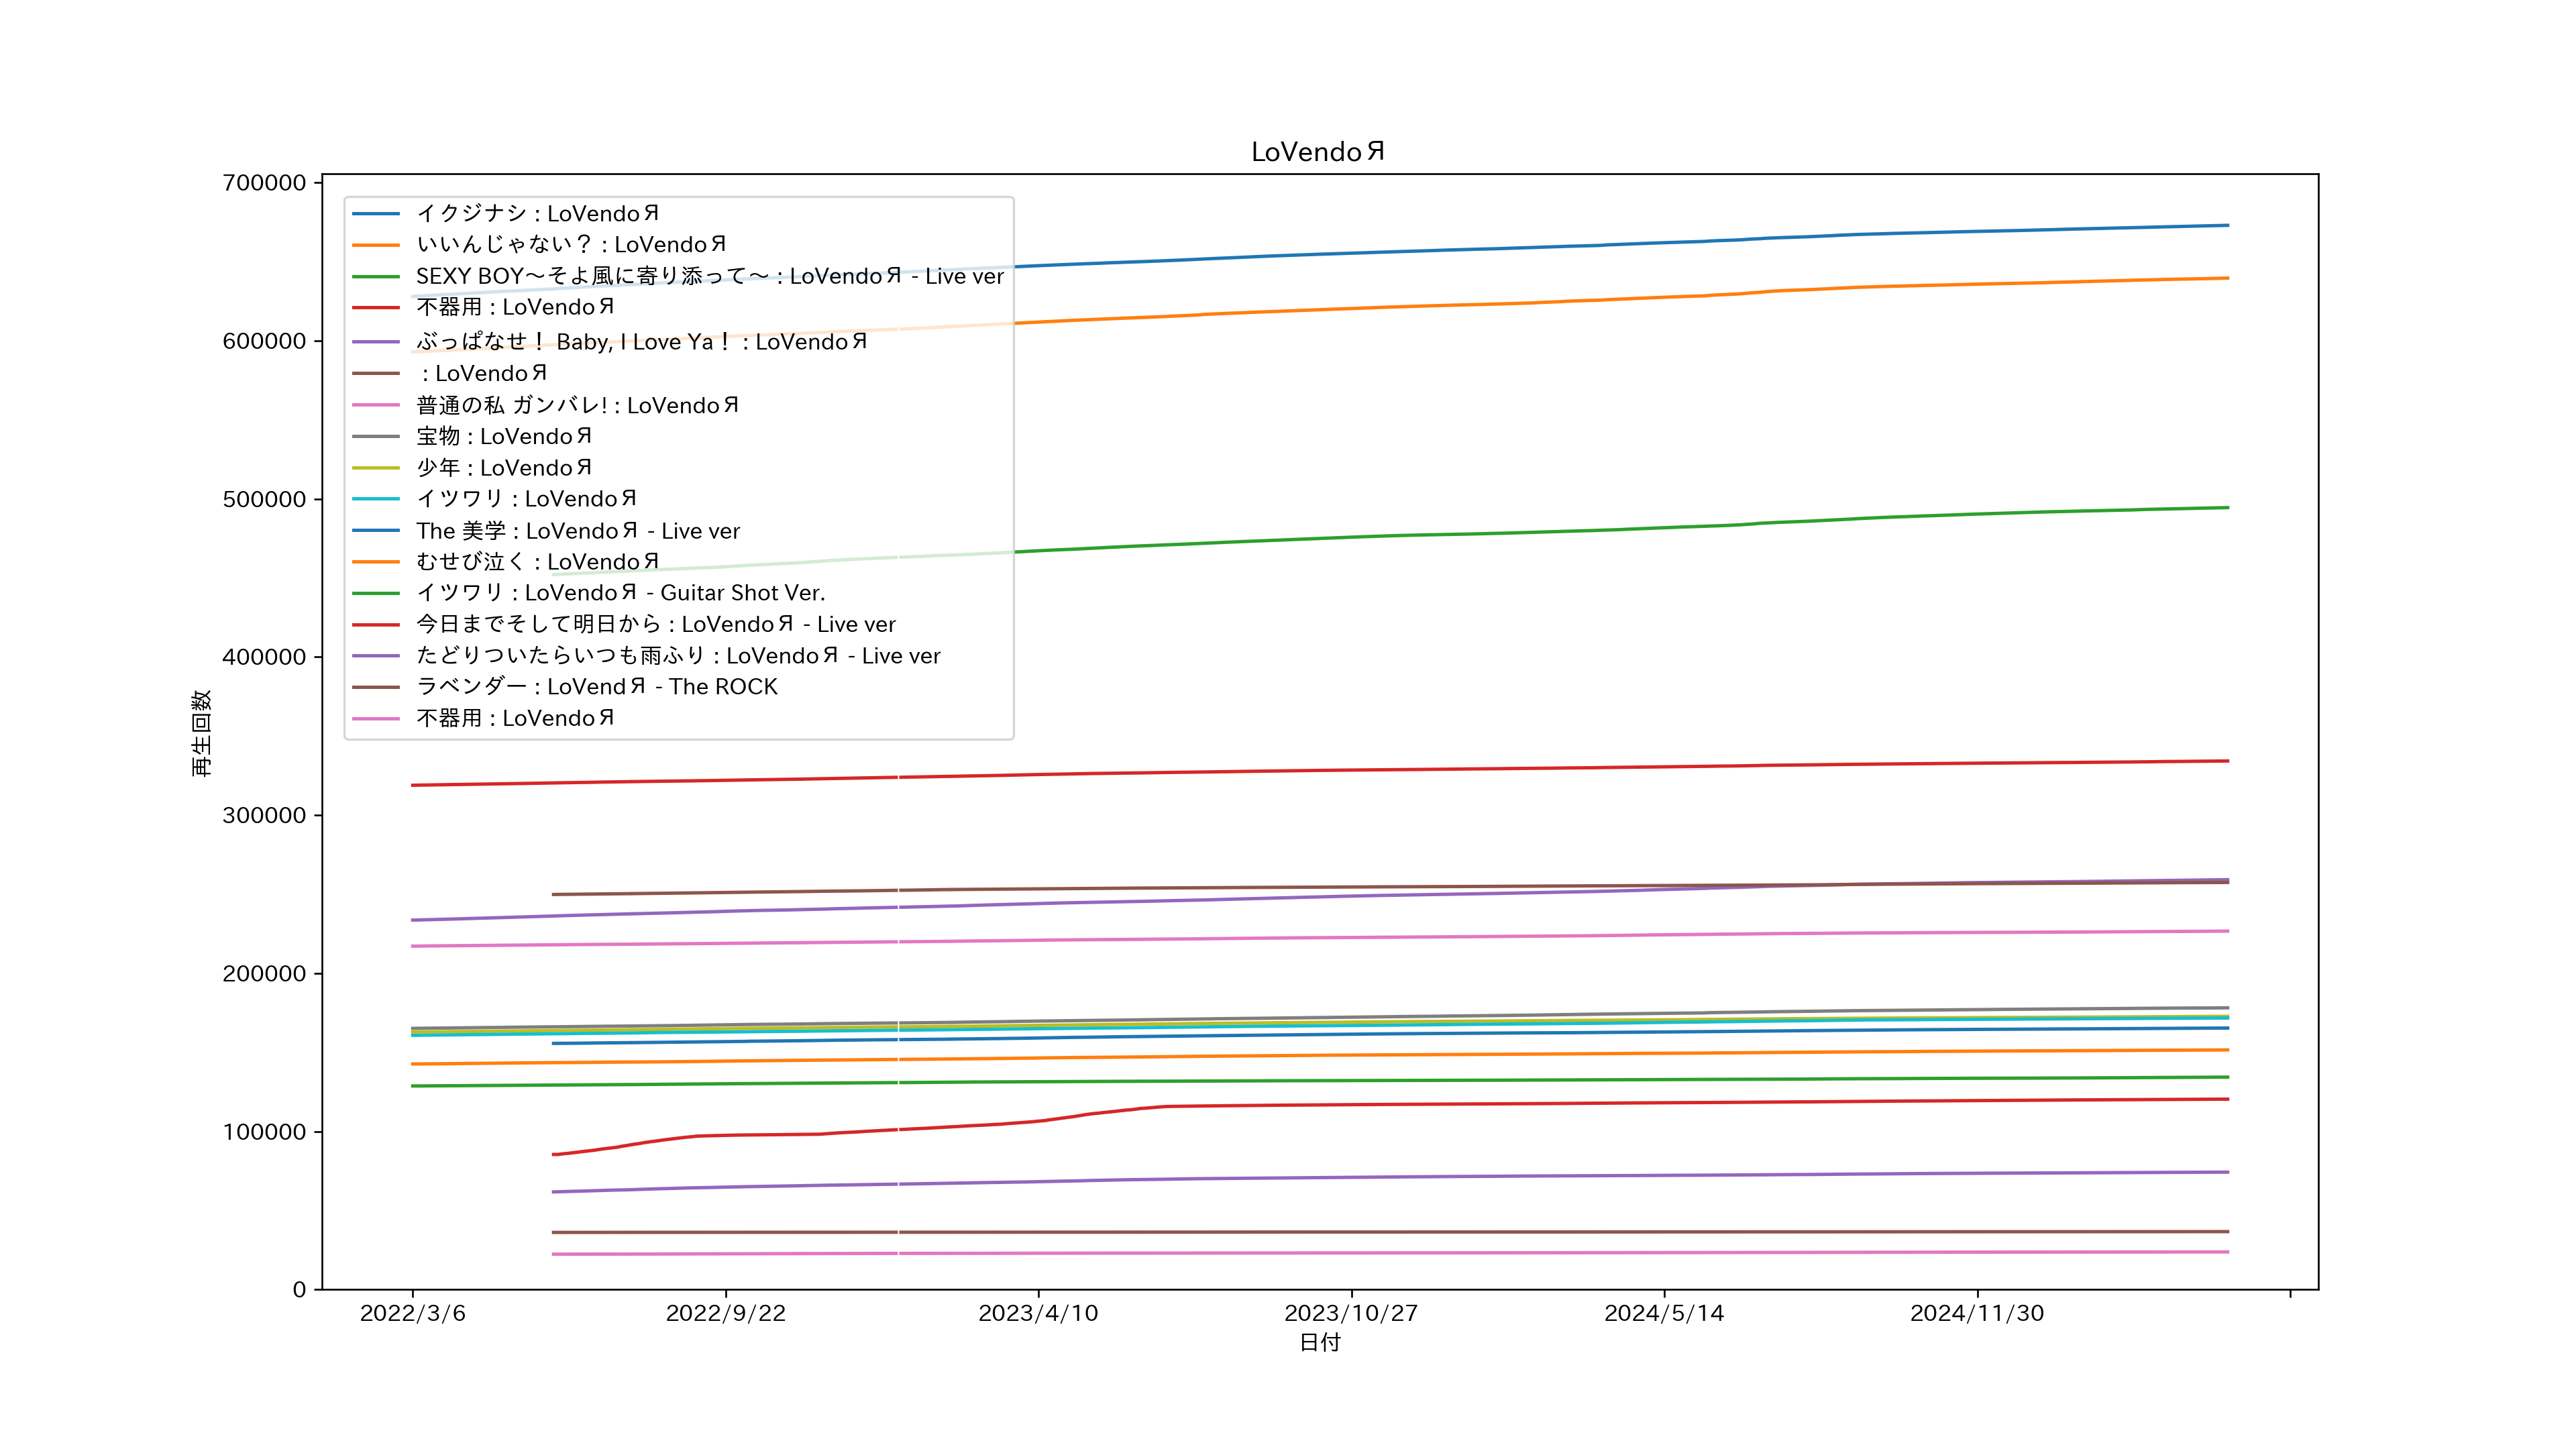 LoVendoЯ
700000
600000
500000
400000
300000
200000
100000
0
再生回数
イクジナシ : LoVendoЯ
いいんじゃない？ : LoVendoЯ
SEXY BOY～そよ風に寄り添って～ : LoVendoЯ - Live ver
不器用 : LoVendoЯ
ぶっぱなせ！ Baby, I Love Ya！ : LoVendoЯ
: LoVendoЯ
普通の私 ガンバレ! : LoVendoЯ
宝物 : LoVendoЯ
少年 : LoVendoЯ
イツワリ : LoVendoЯ
The 美学 : LoVendoЯ - Live ver
むせび泣く : LoVendoЯ
イツワリ : LoVendoЯ - Guitar Shot Ver.
今日までそして明日から : LoVendoЯ - Live ver
たどりついたらいつも雨ふり : LoVendoЯ - Live ver
ラベンダー : LoVendЯ - The ROCK
不器用 : LoVendoЯ
2022/3/6
2022/9/22
2023/4/10
2023/10/27
2024/5/14
2024/11/30
日付